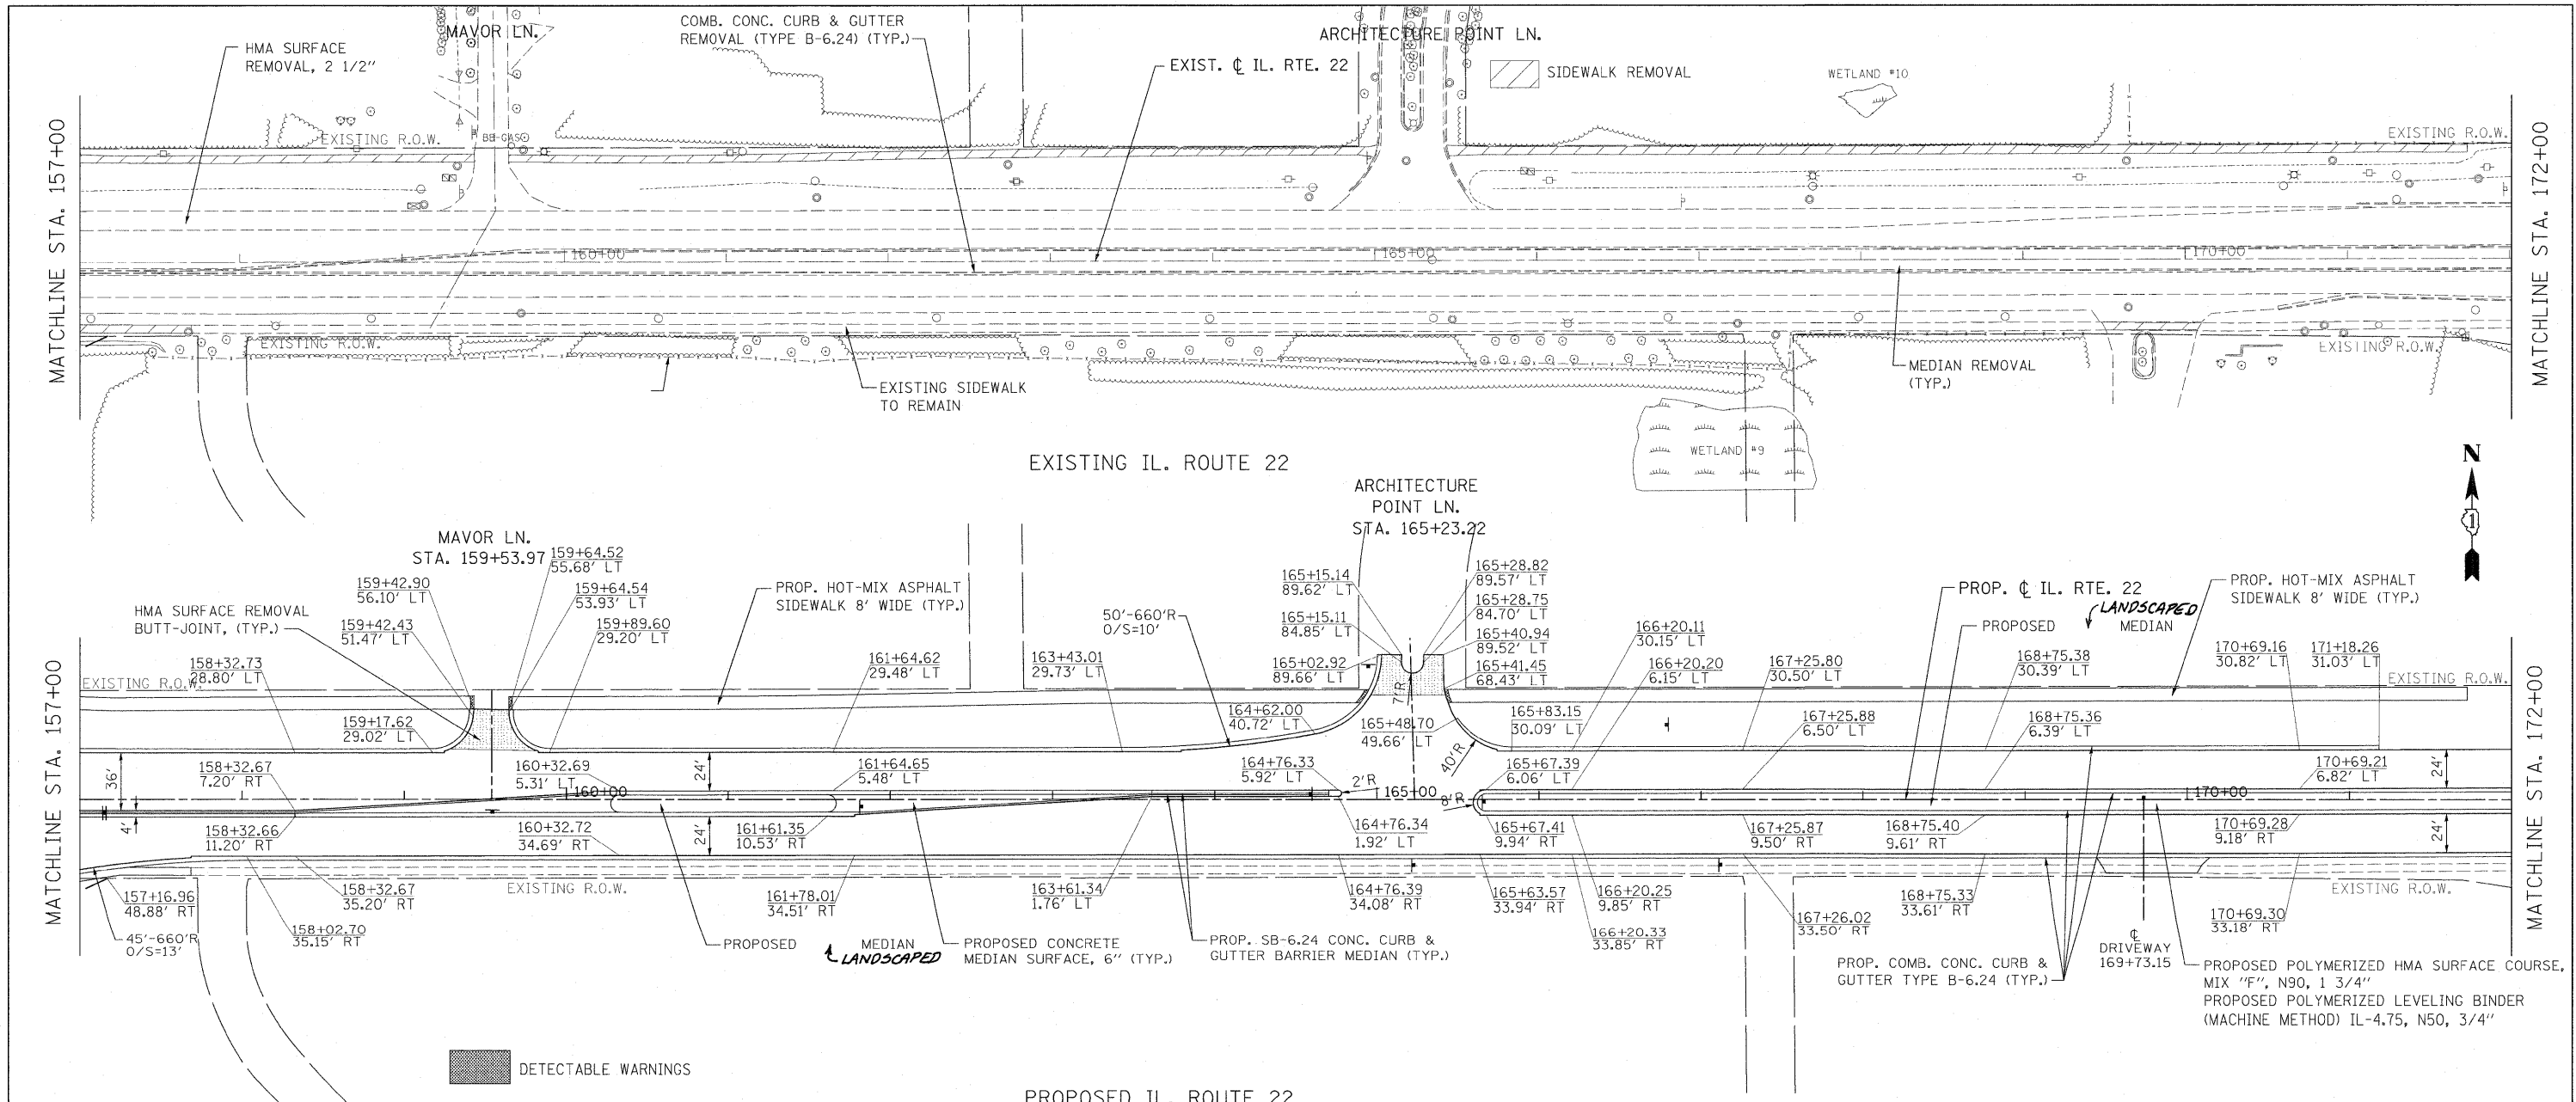 MAVOR LN.
COMB. CONC. CURB & GUTTER
REMOVAL (TYPE B-6.24) (TYP.)
ARCHITECTURE POINT LN.
HMA SURFACE
REMOVAL, 2 1/2"
EXIST. ℄ IL. RTE. 22
SIDEWALK REMOVAL
WETLAND #10
MATCHLINE STA. 157+00
MATCHLINE STA. 172+00
EXISTING R.O.W.
BB-GAS
EXISTING R.O.W.
160+00
165+00
170+00
EXISTING R.O.W.
EXISTING R.O.W.
EXISTING SIDEWALK
TO REMAIN
MEDIAN REMOVAL
(TYP.)
WETLAND #9
EXISTING IL. ROUTE 22
N
1
MAVOR LN.
STA. 159+53.97
ARCHITECTURE
POINT LN.
STA. 165+23.22
159+64.52
55.68' LT
159+42.90
56.10' LT
159+64.54
53.93' LT
HMA SURFACE REMOVAL
BUTT-JOINT, (TYP.)
159+42.43
51.47' LT
159+89.60
29.20' LT
PROP. HOT-MIX ASPHALT
SIDEWALK 8' WIDE (TYP.)
50'-660'R
O/S=10'
165+15.14
89.62' LT
165+28.82
89.57' LT
165+15.11
84.85' LT
165+28.75
84.70' LT
165+02.92
89.66' LT
165+40.94
89.52' LT
165+41.45
68.43' LT
166+20.11
30.15' LT
166+20.20
6.15' LT
PROP. ℄ IL. RTE. 22
LANDSCAPED
PROPOSED MEDIAN
PROP. HOT-MIX ASPHALT
SIDEWALK 8' WIDE (TYP.)
MATCHLINE STA. 157+00
MATCHLINE STA. 172+00
EXISTING R.O.W.
158+32.73
28.80' LT
161+64.62
29.48' LT
163+43.01
29.73' LT
167+25.80
30.50' LT
168+75.38
30.39' LT
170+69.16
30.82' LT
171+18.26
31.03' LT
EXISTING R.O.W.
159+17.62
29.02' LT
164+62.00
40.72' LT
7'R
165+48.70
49.66' LT
165+83.15
30.09' LT
167+25.88
6.50' LT
168+75.36
6.39' LT
36'
158+32.67
7.20' RT
160+32.69
5.31' LT
24'
161+64.65
5.48' LT
164+76.33
5.92' LT
2'R
40'R
165+67.39
6.06' LT
170+69.21
6.82' LT
24'
160+00
165+00
8'R
170+00
4'
158+32.66
11.20' RT
160+32.72
34.69' RT
24'
161+61.35
10.53' RT
164+76.34
1.92' LT
165+67.41
9.94' RT
167+25.87
9.50' RT
168+75.40
9.61' RT
170+69.28
9.18' RT
24'
157+16.96
48.88' RT
158+32.67
35.20' RT
EXISTING R.O.W.
161+78.01
34.51' RT
163+61.34
1.76' LT
164+76.39
34.08' RT
165+63.57
33.94' RT
166+20.25
9.85' RT
168+75.33
33.61' RT
EXISTING R.O.W.
45'-660'R
O/S=13'
158+02.70
35.15' RT
166+20.33
33.85' RT
167+26.02
33.50' RT
170+69.30
33.18' RT
PROPOSED MEDIAN
LANDSCAPED
PROPOSED CONCRETE
MEDIAN SURFACE, 6" (TYP.)
PROP. SB-6.24 CONC. CURB &
GUTTER BARRIER MEDIAN (TYP.)
PROP. COMB. CONC. CURB &
GUTTER TYPE B-6.24 (TYP.)
℄
DRIVEWAY
169+73.15
PROPOSED POLYMERIZED HMA SURFACE COURSE,
MIX "F", N90, 1 3/4"
PROPOSED POLYMERIZED LEVELING BINDER
(MACHINE METHOD) IL-4.75, N50, 3/4"
DETECTABLE WARNINGS
PROPOSED IL. ROUTE 22